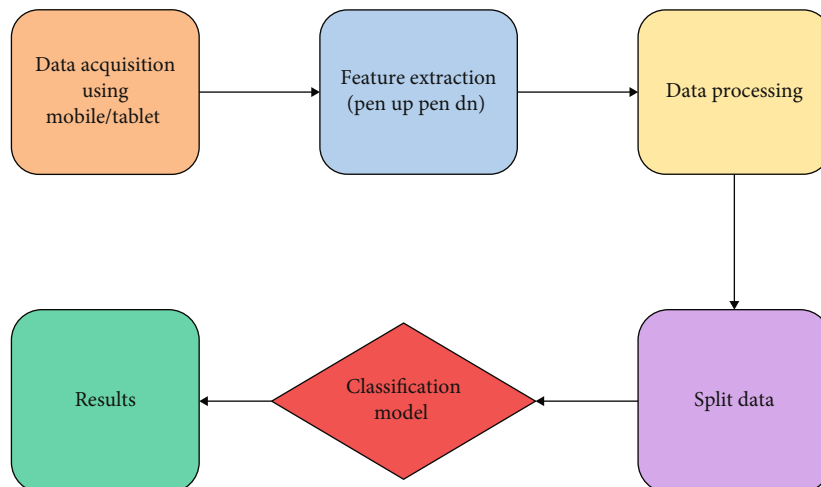 Data acquisition
using
mobile/tablet
Feature extraction
(pen up pen dn)
Data processing
Results
Classification
model
Split data